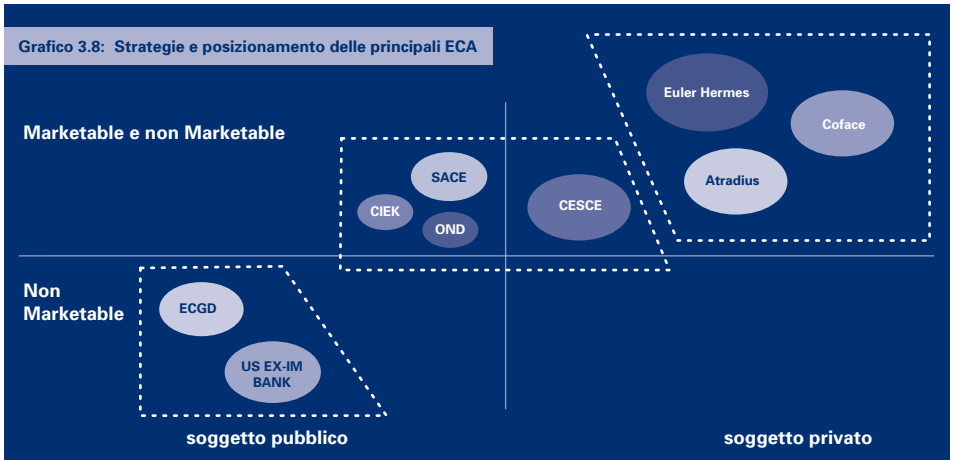 Grafico 3.8: Strategie e posizionamento delle principali ECA
Euler Hermes
Coface
Marketable e non Marketable
SACE
Atradius
CIEK
CESCE
OND
Non
Marketable
ECGD
US EX-IM
BANK
soggetto pubblico
soggetto privato